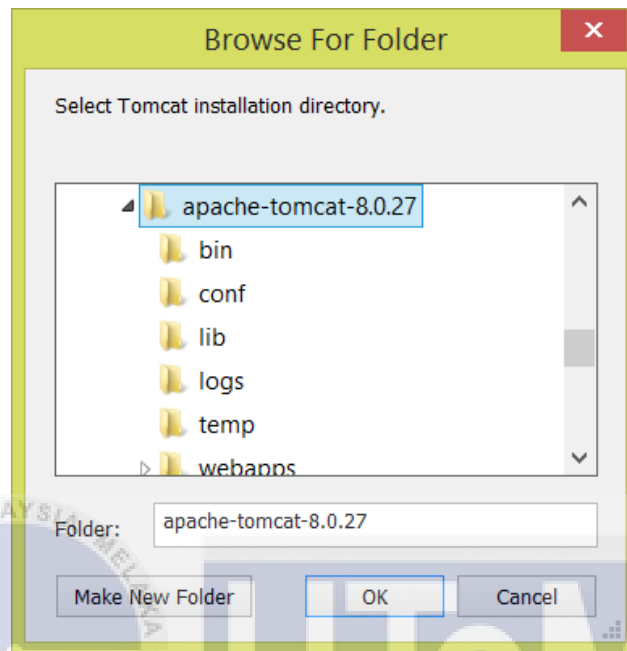 Browse For Folder
Select Tomcat installation directory.
apache-tomcat-8.0.27
bin
conf
lib
logs
temp
webapps
Folder: apache-tomcat-8.0.27
Make New Folder OK Cancel